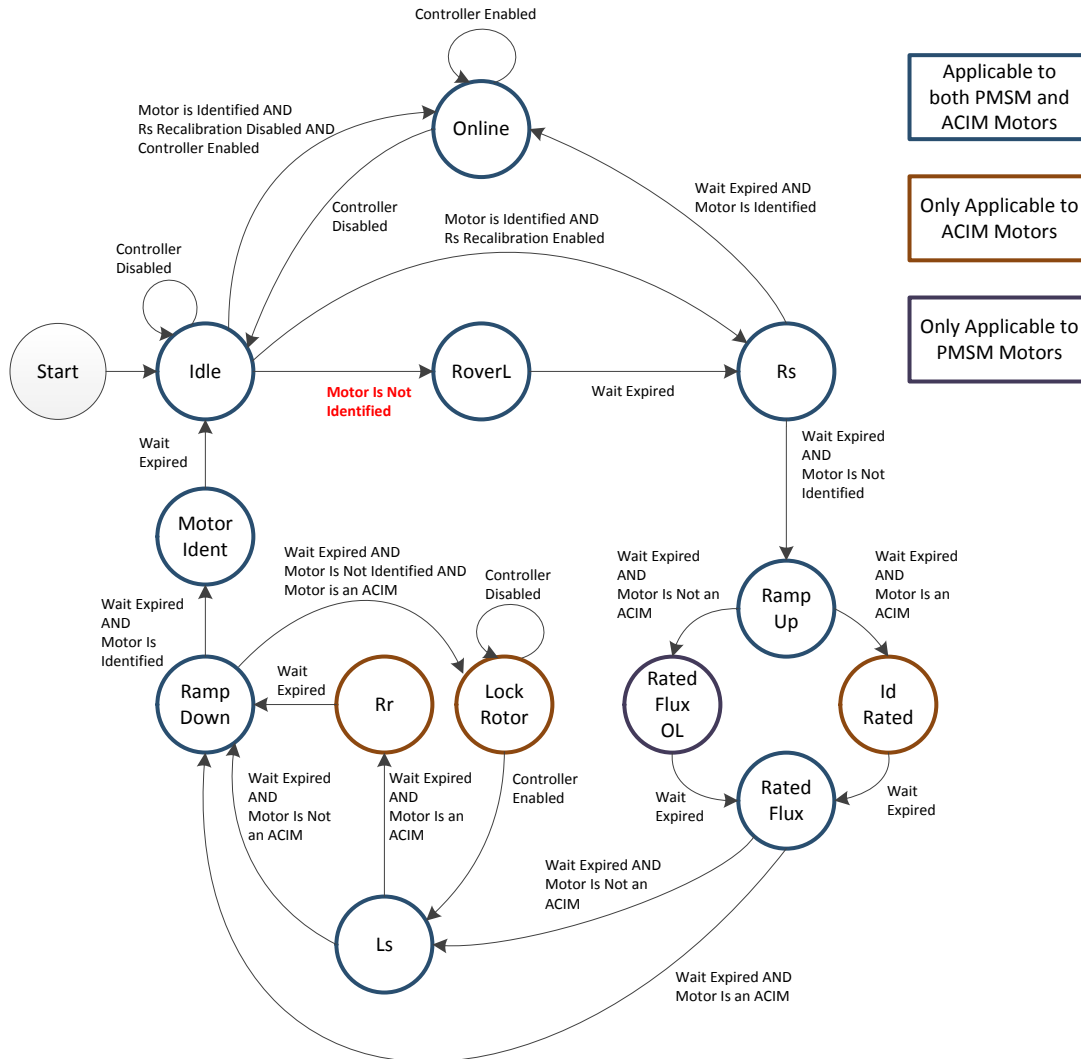 Controller Enabled
Online
Motor is Identified AND
Rs Recalibration Disabled AND
Controller Enabled
Controller
Disabled
Motor is Identified AND
Rs Recalibration Enabled
Wait Expired AND
Motor Is Identified
Applicable to
both PMSM and
ACIM Motors
Only Applicable to
ACIM Motors
Only Applicable to
PMSM Motors
Controller
Disabled
Start
Idle
Motor Is Not
Identified
RoverL
Wait Expired
Rs
Wait
Expired
Wait Expired
AND
Motor Is Not
Identified
Motor
Ident
Wait Expired AND
Motor Is Not Identified AND
Motor is an ACIM
Controller
Disabled
Wait Expired
AND
Motor Is Not an
ACIM
Ramp
Up
Wait Expired
AND
Motor Is an
ACIM
Wait Expired
AND
Motor Is
Identified
Ramp
Down
Wait
Expired
Rr
Lock
Rotor
Rated
Flux
OL
Id
Rated
Wait Expired
AND
Motor Is Not
an ACIM
Wait Expired
AND
Motor Is an
ACIM
Controller
Enabled
Wait
Expired
Rated
Flux
Wait
Expired
Wait Expired AND
Motor Is Not an
ACIM
Ls
Wait Expired AND
Motor Is an ACIM